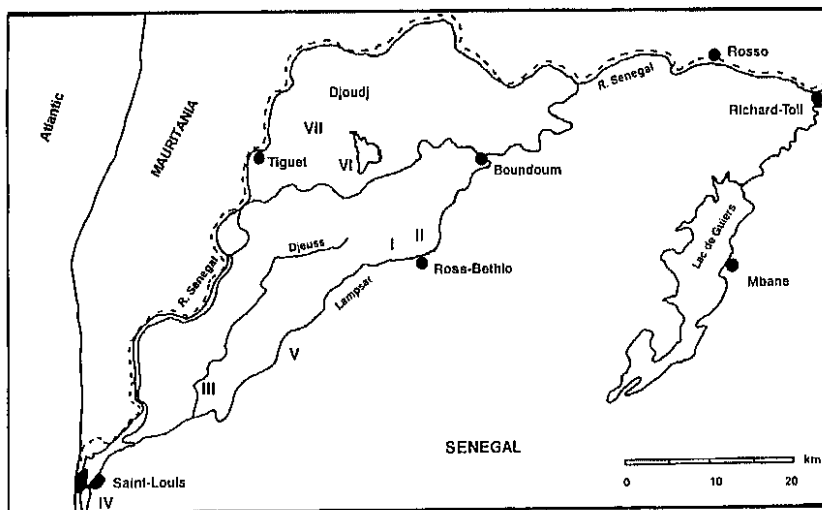 Atlantic
MAURITANIA
R. Senegal
Djoudj
VII
VI
Tiguet
Boundoum
R. Senegal
Rosso
Richard-Toll
Lac de Guiers
Mbane
Djeuss
I
II
Ross-Bethio
Lampsar
V
III
SENEGAL
Saint-Louis
IV
km
0
10
20